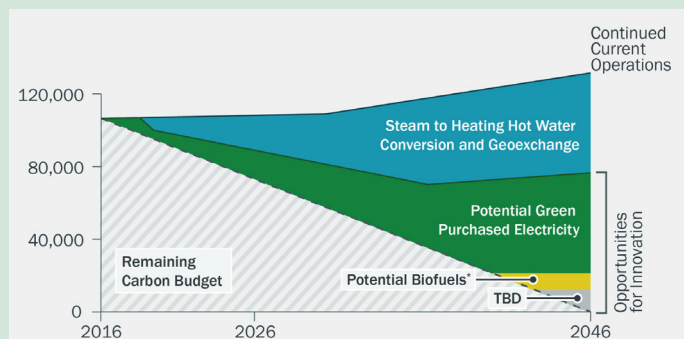 Continued
Current
Operations
120,000
80,000
40,000
0
Steam to Heating Hot Water
Conversion and Geoexchange
Potential Green
Purchased Electricity
Remaining
Carbon Budget
Potential Biofuels*
TBD
Opportunities
for Innovation
2016
2026
2046